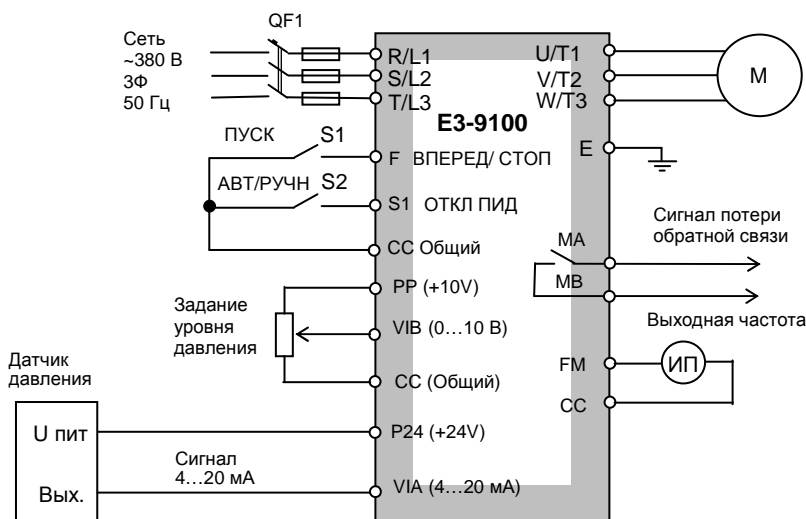 QF1
Сеть
~380 В
3Ф
50 Гц
R/L1
S/L2
T/L3
U/T1
V/T2
W/T3
М
E3-9100
ПУСК
S1
F ВПЕРЕД/ СТОП
E
АВТ/РУЧН
S2
S1 ОТКЛ ПИД
CC Общий
MA
MB
Сигнал потери
обратной связи
PP (+10V)
Задание
уровня
давления
VIB (0…10 В)
CC (Общий)
Выходная частота
FM
ИП
CC
Датчик
давления
U пит
P24 (+24V)
Сигнал
4…20 мА
Вых.
VIA (4…20 мА)